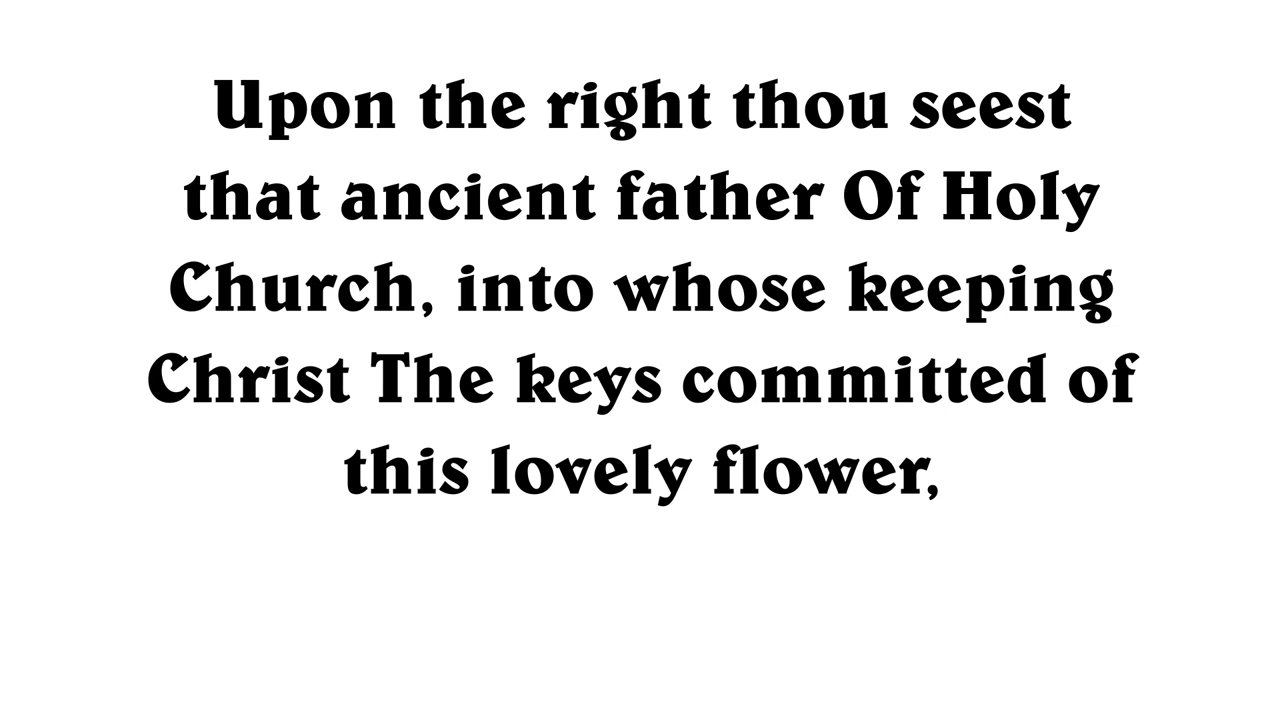 Upon the right thou seest
that ancient father Of Holy
Church, into whose keeping
Christ The keys committed of
this lovely flower,